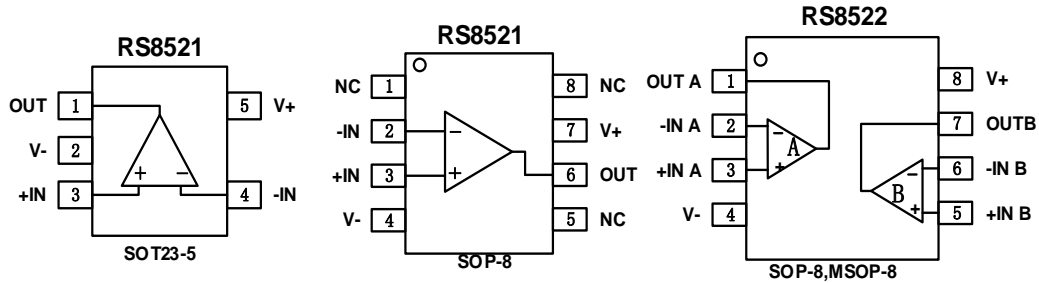 RS8521
OUT 1
V- 2
+IN 3
5 V+
4 -IN
+ −
SOT23-5
RS8521
NC 1
-IN 2
+IN 3
V- 4
8 NC
7 V+
6 OUT
5 NC
−
+
SOP-8
RS8522
OUT A 1
-IN A 2
+IN A 3
V- 4
8 V+
7 OUTB
6 -IN B
5 +IN B
−
A
+
−
B
+
SOP-8,MSOP-8